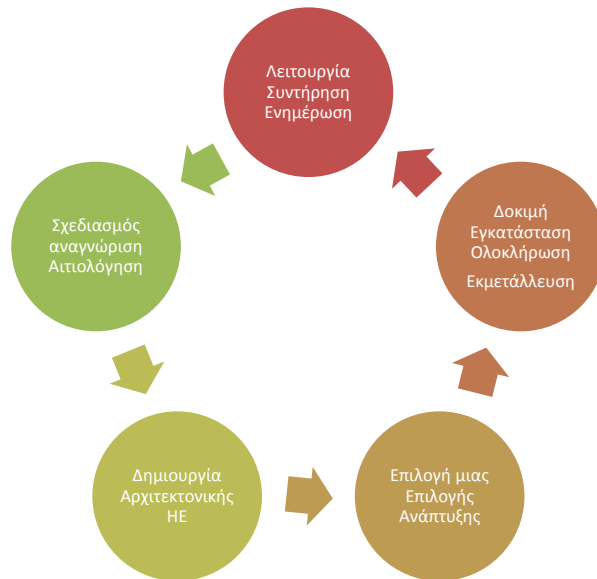 Λειτουργία
Συντήρηση
Ενημέρωση
Σχεδιασμός
αναγνώριση
Αιτιολόγηση
Δοκιμή
Εγκατάσταση
Ολοκλήρωση
Εκμετάλλευση
Δημιουργία
Αρχιτεκτονικής
ΗΕ
Επιλογή μιας
Επιλογής
Ανάπτυξης